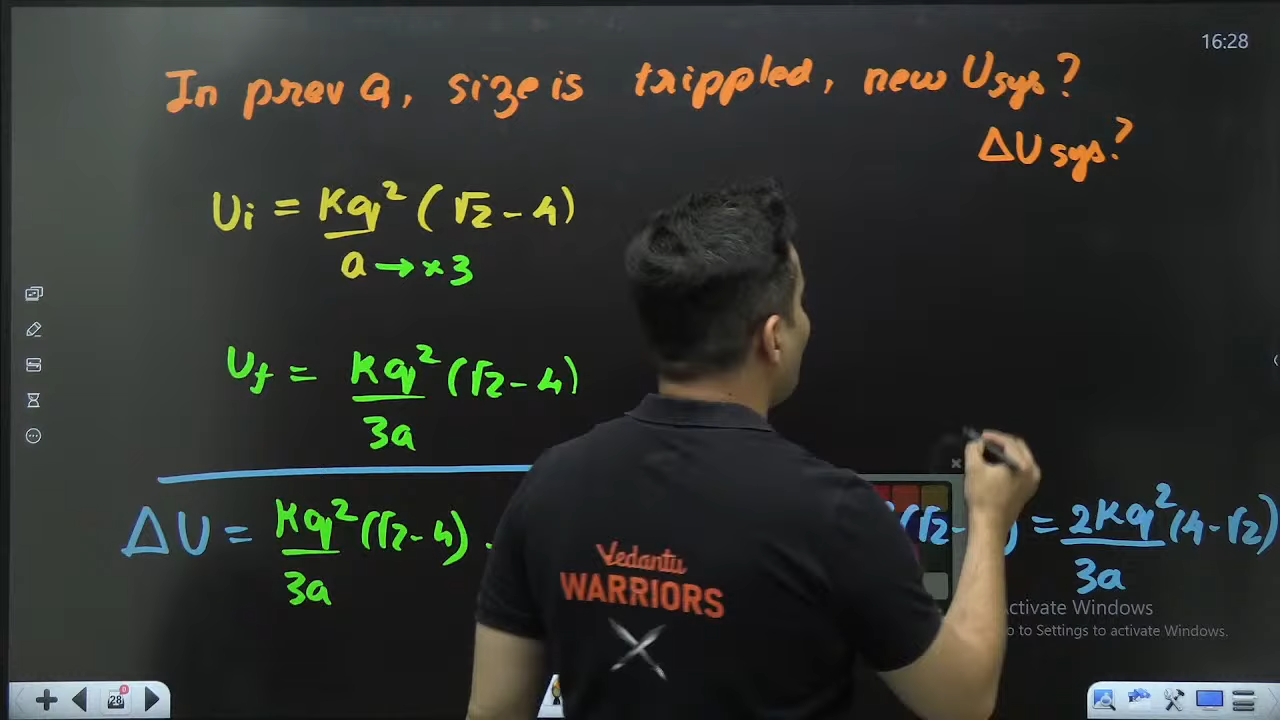 16:28
In prev Q, size is trippled, new Usys?
ΔUsys?
Ui = Kq²/a (√2 - 4)
a → ×3
Uf = Kq²/3a (√2 - 4)
ΔU = Kq²/3a (√2 - 4) - (√2 - ) = 2Kq²/3a (4 - √2)
Vedantu
WARRIORS
Activate Windows
o to Settings to activate Windows.
28